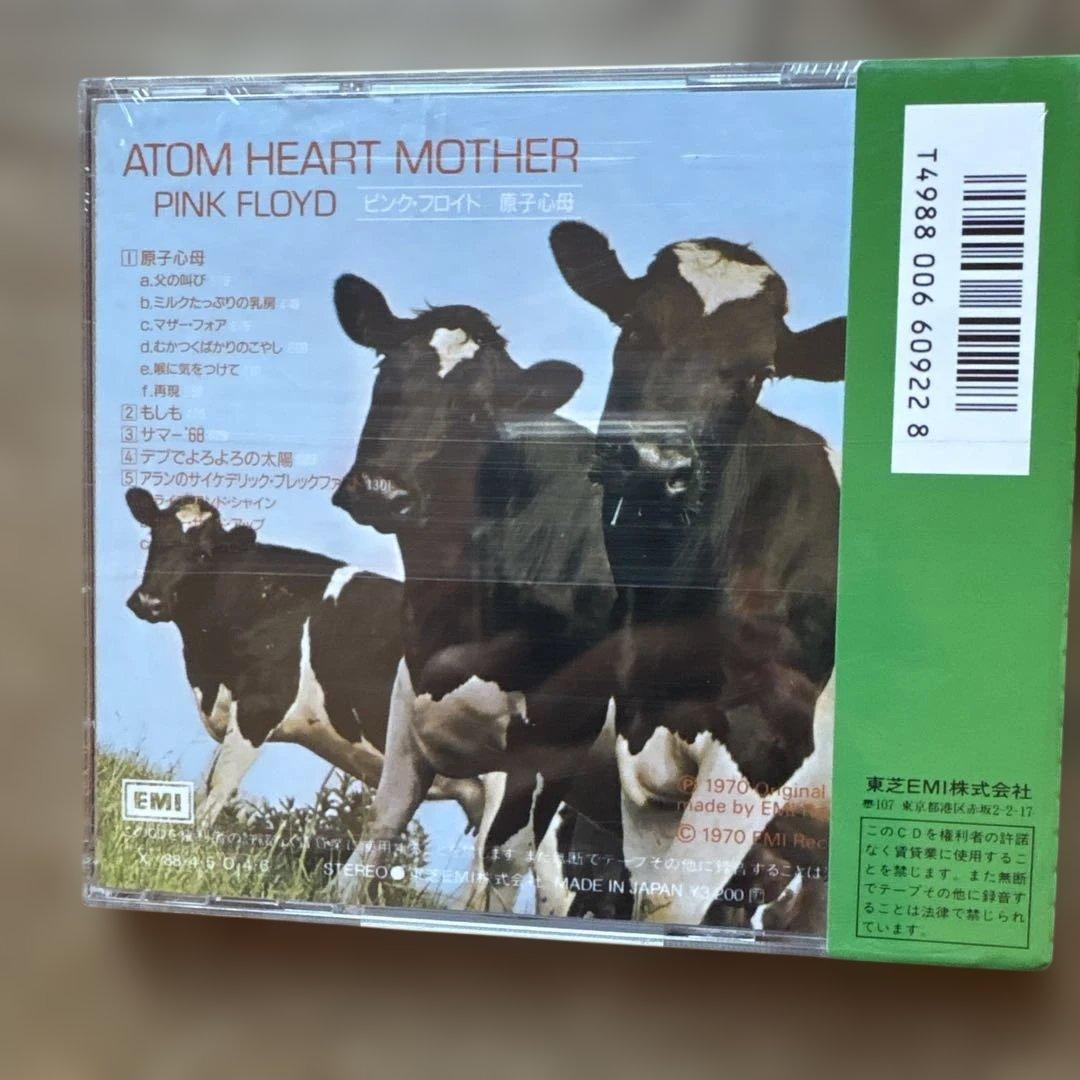 ATOM HEART MOTHER
PINK FLOYD ピンク・フロイド 原子心母
1 原子心母
a.父の叫び
b.ミルクたっぷりの乳房
c.マザー・フォア
d.むかつくばかりのこやし
e.喉に気をつけて
f.再現
2 もしも
3 サマー'68
4 デブでよろよろの太陽
5 アランのサイケデリック・ブレックファ
EMI
℗ 1970 Original
made by EMI
© 1970 EMI Rec
STEREO ● 東芝EMI株式会社 MADE IN JAPAN ¥3,200
T4988 006 60922 8
東芝EMI株式会社
〒107 東京都港区赤坂2-2-17
このCDを権利者の許諾
なく賃貸業に使用するこ
とを禁じます。また無断
でテープその他に録音す
ることは法律で禁じられ
ています。